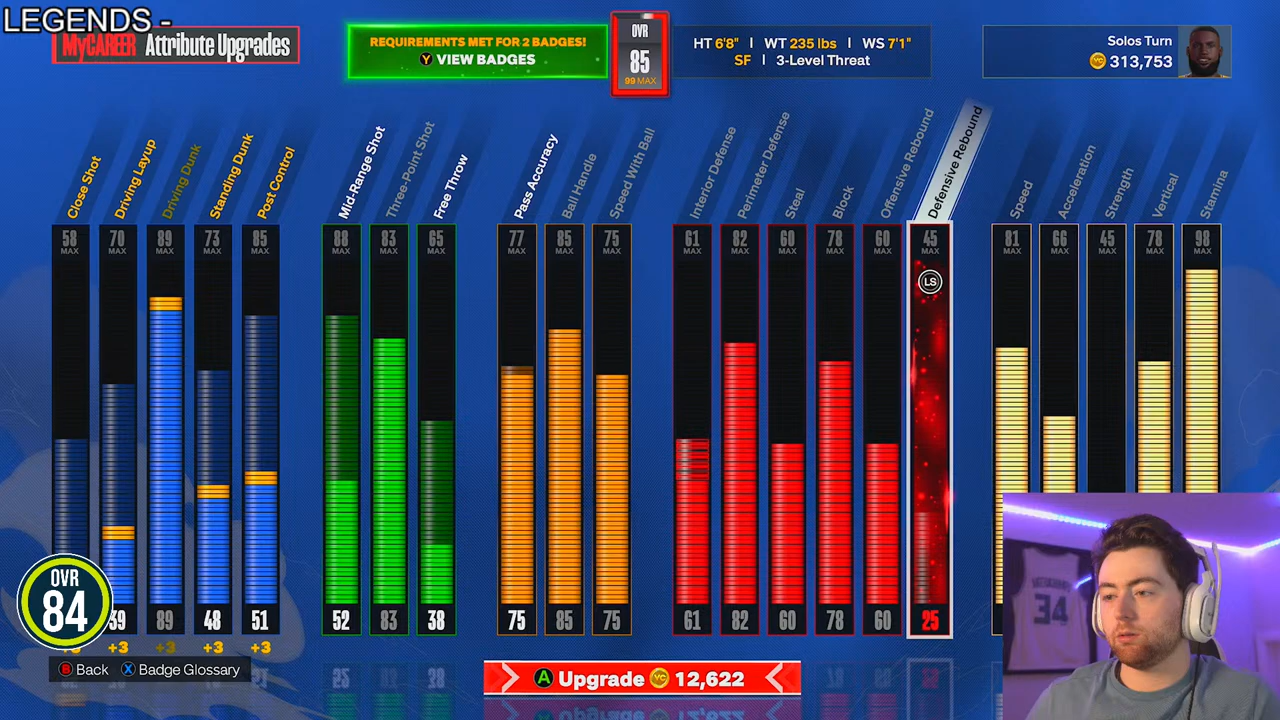 LEGENDS -
MyCAREER Attribute Upgrades
REQUIREMENTS MET FOR 2 BADGES!
Y VIEW BADGES
OVR
85
99 MAX
HT 6'8" | WT 235 lbs | WS 7'1"
SF | 3-Level Threat
Solos Turn
VC 313,753
Close Shot
Driving Layup
Driving Dunk
Standing Dunk
Post Control
Mid-Range Shot
Three-Point Shot
Free Throw
Pass Accuracy
Ball Handle
Speed With Ball
Interior Defense
Perimeter Defense
Steal
Block
Offensive Rebound
Defensive Rebound
Speed
Acceleration
Strength
Vertical
Stamina
58 70 89 73 85 88 83 65 77 85 75 61 82 60 78 60 45 81 66 45 78 98
MAX MAX MAX MAX MAX MAX MAX MAX MAX MAX MAX MAX MAX MAX MAX MAX MAX MAX MAX MAX MAX MAX
LS
OVR
84
39 89 48 51 52 83 38 75 85 75 61 82 60 78 60 25
+3 +3 +3 +3
34
B Back X Badge Glossary
A Upgrade VC 12,622